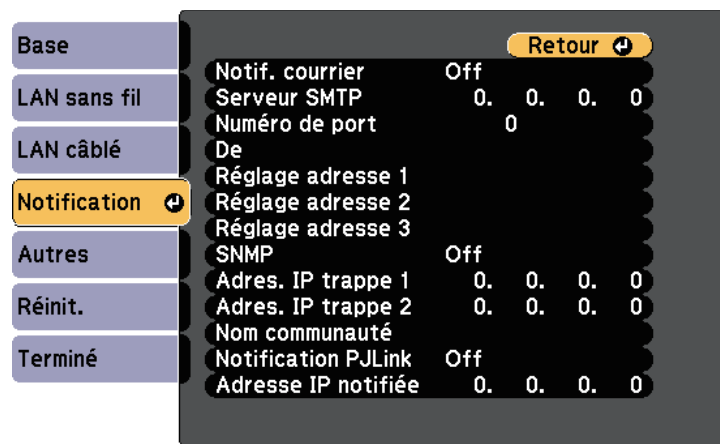 Base
LAN sans fil
LAN câblé
Notification
Autres
Réinit.
Terminé
Retour
Notif. courrier Off
Serveur SMTP 0. 0. 0. 0
Numéro de port 0
De
Réglage adresse 1
Réglage adresse 2
Réglage adresse 3
SNMP Off
Adres. IP trappe 1 0. 0. 0. 0
Adres. IP trappe 2 0. 0. 0. 0
Nom communauté
Notification PJLink Off
Adresse IP notifiée 0. 0. 0. 0